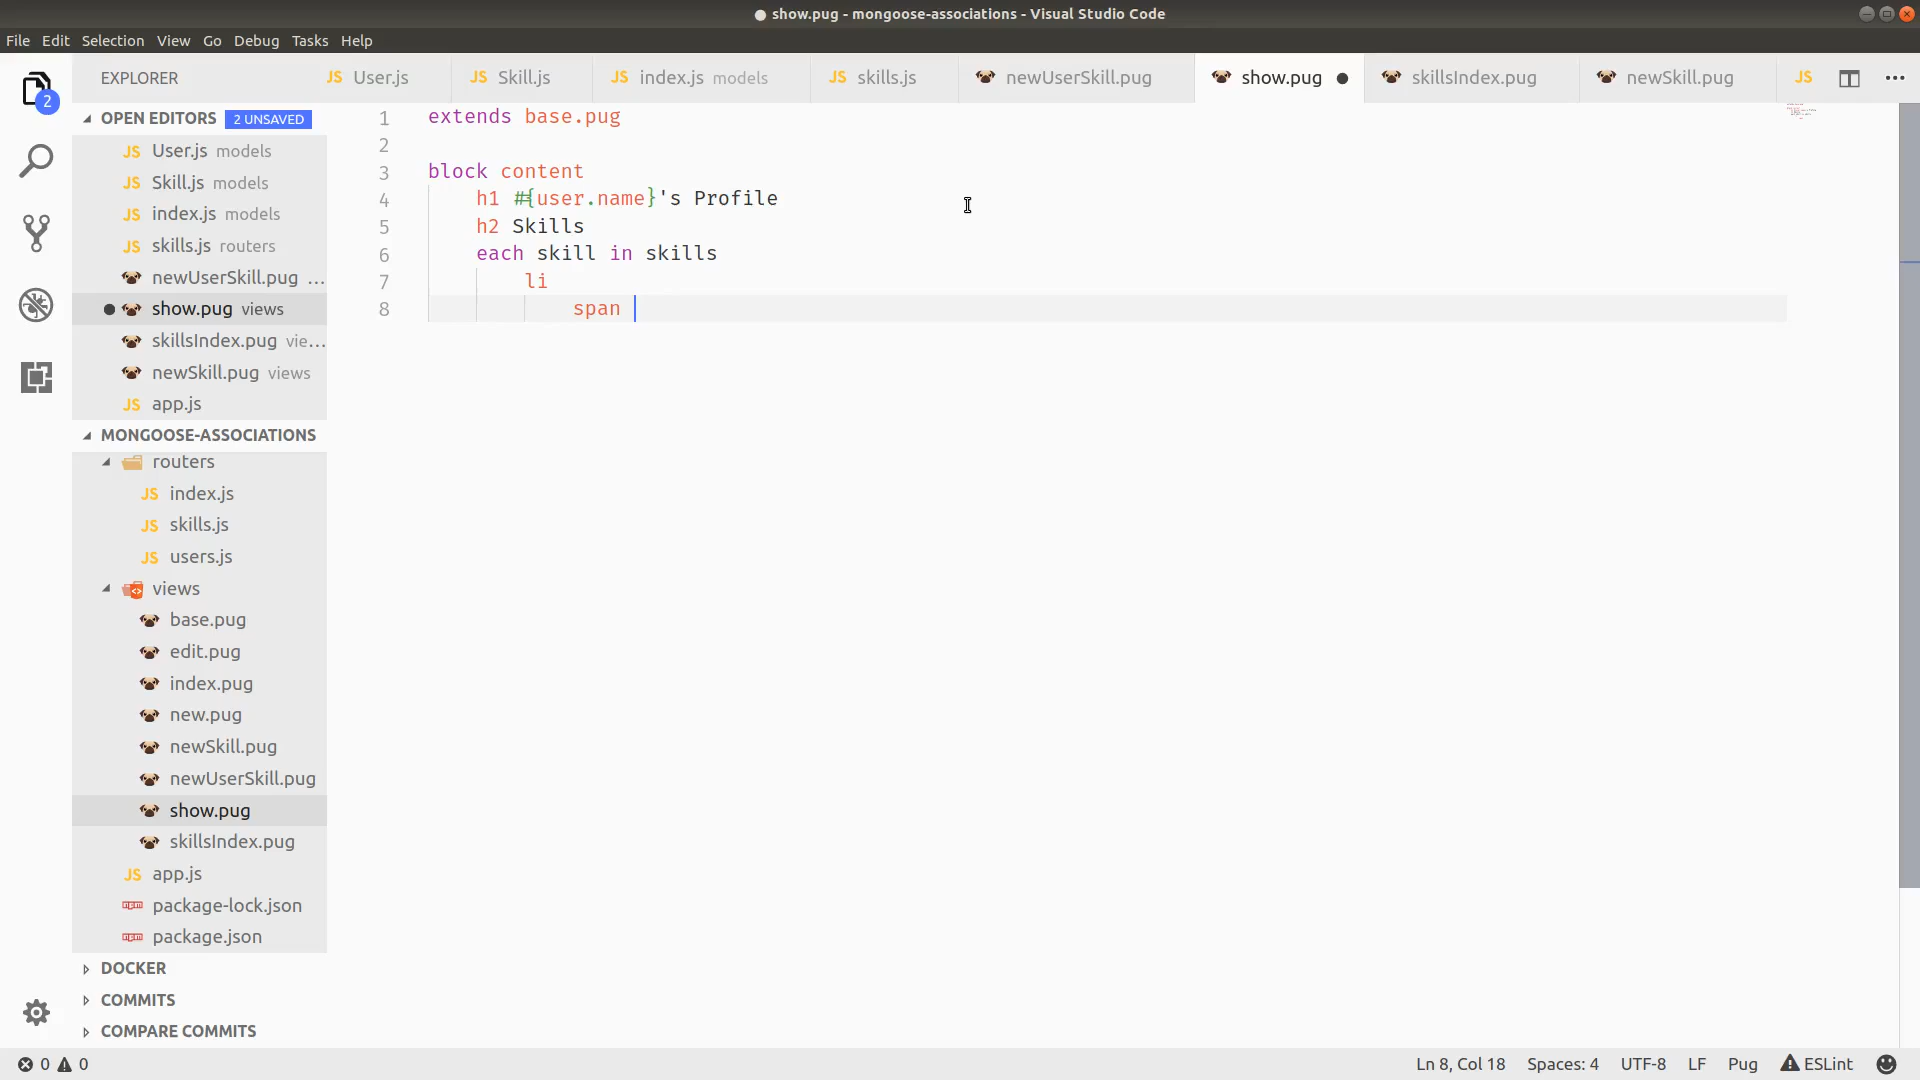 show.pug - mongoose-associations - Visual Studio Code
File Edit Selection View Go Debug Tasks Help
EXPLORER
JS User.js
JS Skill.js
JS index.js models
JS skills.js
newUserSkill.pug
show.pug
skillsIndex.pug
newSkill.pug
JS
2
OPEN EDITORS 2 UNSAVED
JS User.js models
JS Skill.js models
JS index.js models
JS skills.js routers
newUserSkill.pug ...
show.pug views
skillsIndex.pug vie...
newSkill.pug views
JS app.js
MONGOOSE-ASSOCIATIONS
routers
JS index.js
JS skills.js
JS users.js
views
base.pug
edit.pug
index.pug
new.pug
newSkill.pug
newUserSkill.pug
show.pug
skillsIndex.pug
JS app.js
npm package-lock.json
npm package.json
DOCKER
COMMITS
COMPARE COMMITS
1 extends base.pug
2
3 block content
4 h1 #{user.name}'s Profile
5 h2 Skills
6 each skill in skills
7 li
8 span
0 0
Ln 8, Col 18 Spaces: 4 UTF-8 LF Pug ESLint